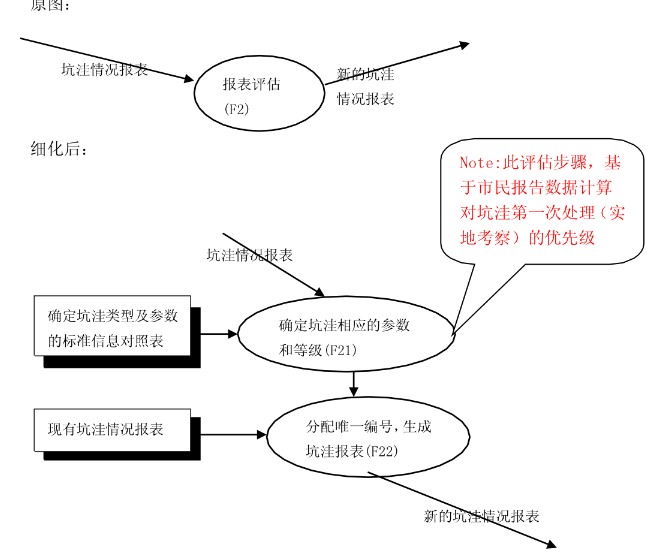 原图：
坑洼情况报表
报表评估
(F2)
新的坑洼
情况报表
细化后：
Note:此评估步骤，基
于市民报告数据计算
对坑洼第一次处理（实
地考察）的优先级
坑洼情况报表
确定坑洼类型及参数
的标准信息对照表
确定坑洼相应的参数
和等级(F21)
现有坑洼情况报表
分配唯一编号，生成
坑洼报表(F22)
新的坑洼情况报表